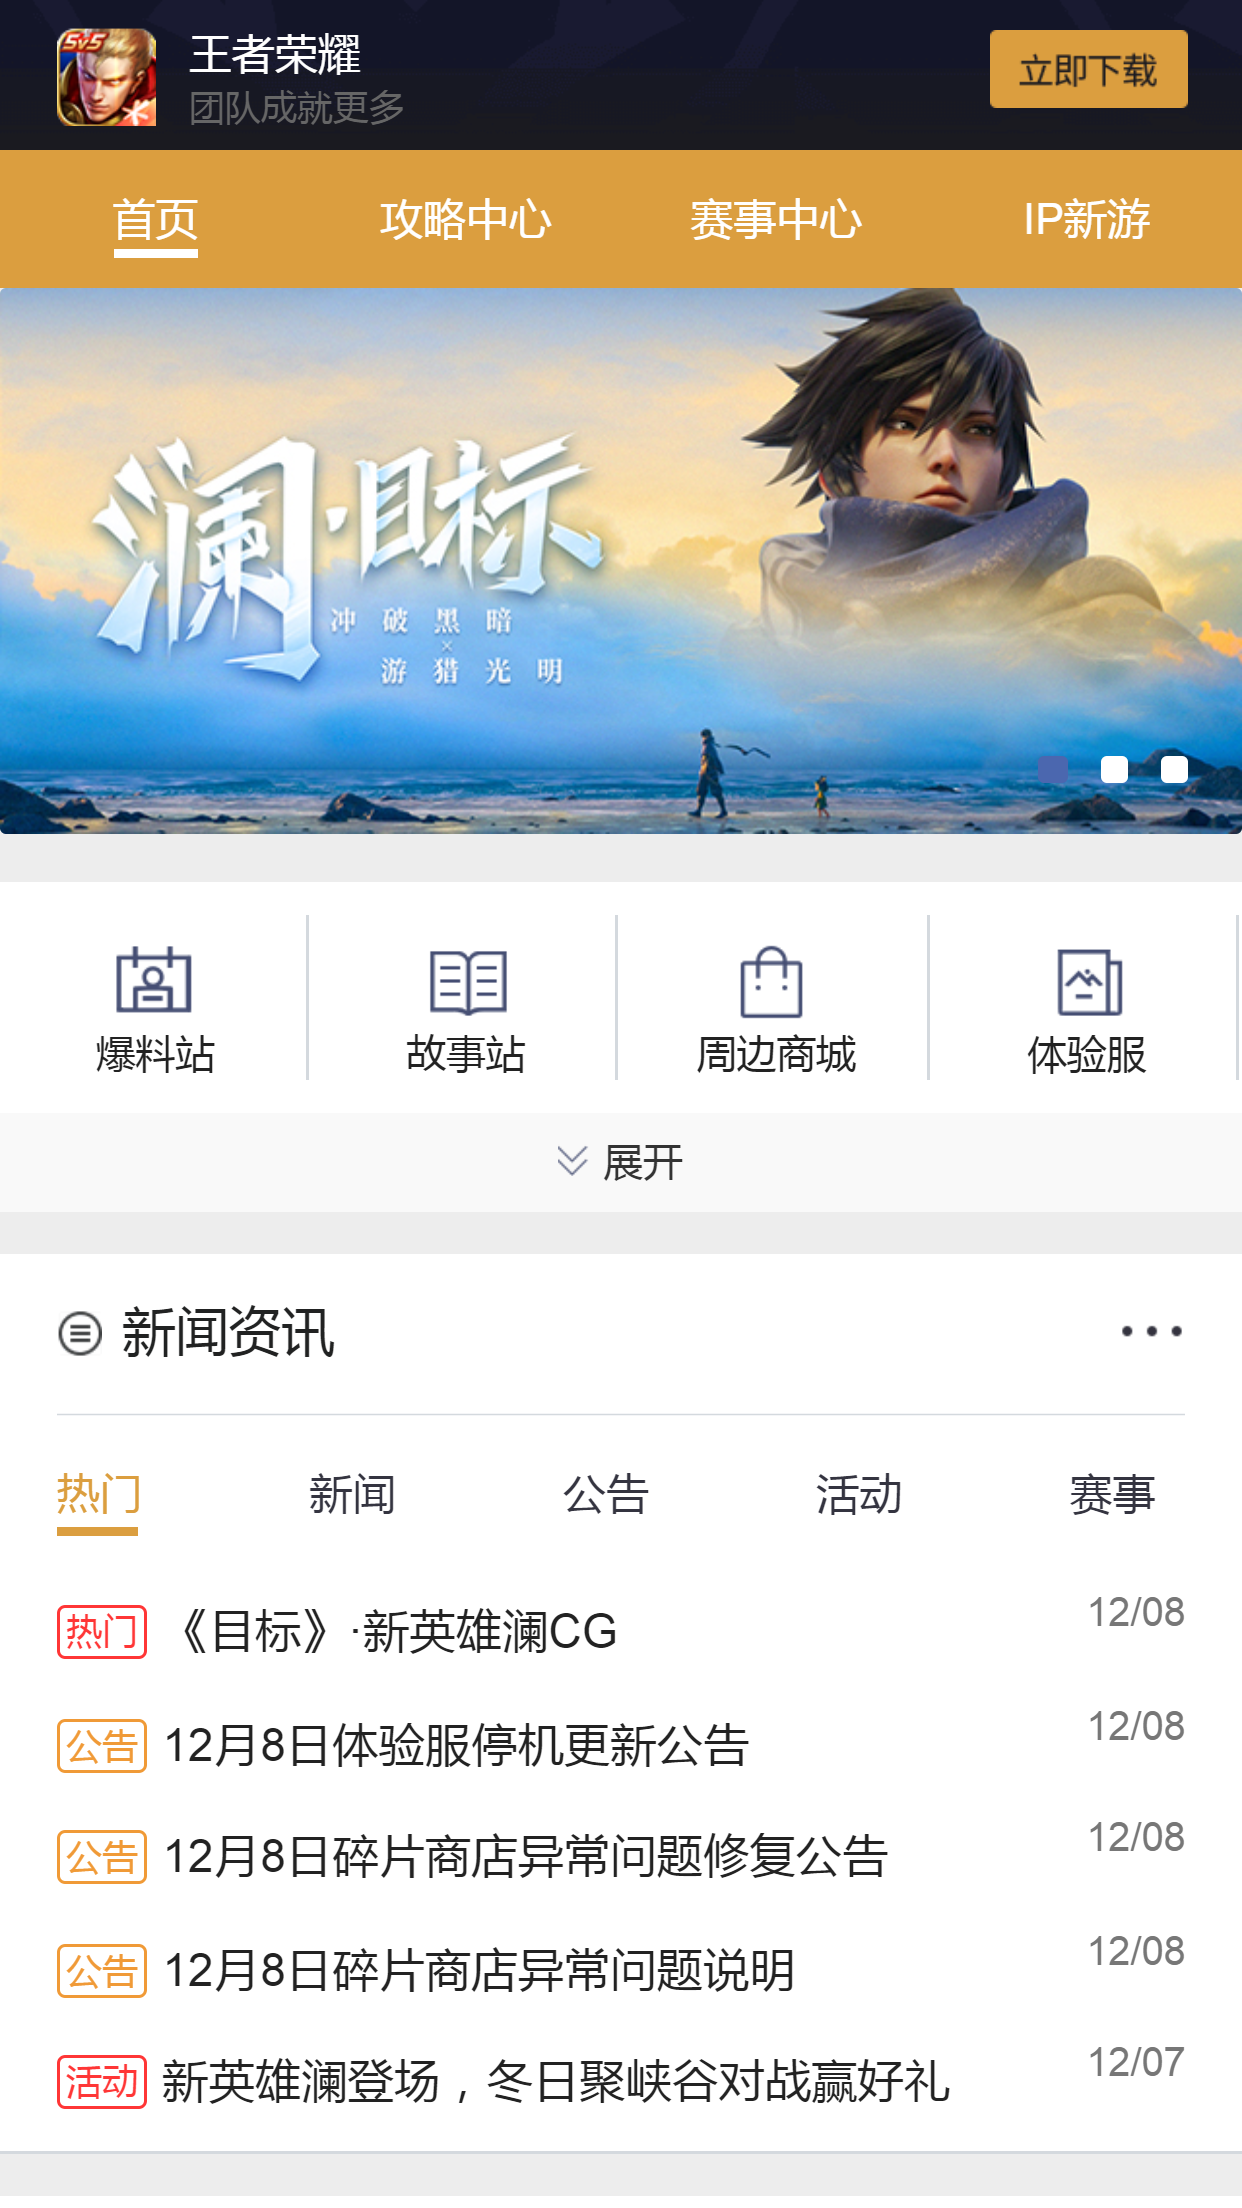 5v5
王者荣耀
团队成就更多
立即下载
首页 攻略中心 赛事中心 IP新游
澜·目标
冲破黑暗
×
游猎光明
爆料站 故事站 周边商城 体验服
展开
新闻资讯
热门 新闻 公告 活动 赛事
热门 《目标》·新英雄澜CG 12/08
公告 12月8日体验服停机更新公告 12/08
公告 12月8日碎片商店异常问题修复公告 12/08
公告 12月8日碎片商店异常问题说明 12/08
活动 新英雄澜登场，冬日聚峡谷对战赢好礼 12/07